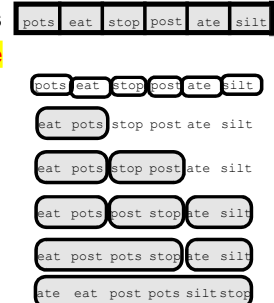 pots eat stop post ate silt
pots eat stop post ate silt
eat pots stop post ate silt
eat pots stop post ate silt
eat pots post stop ate silt
eat post pots stop ate silt
ate eat post pots silt stop